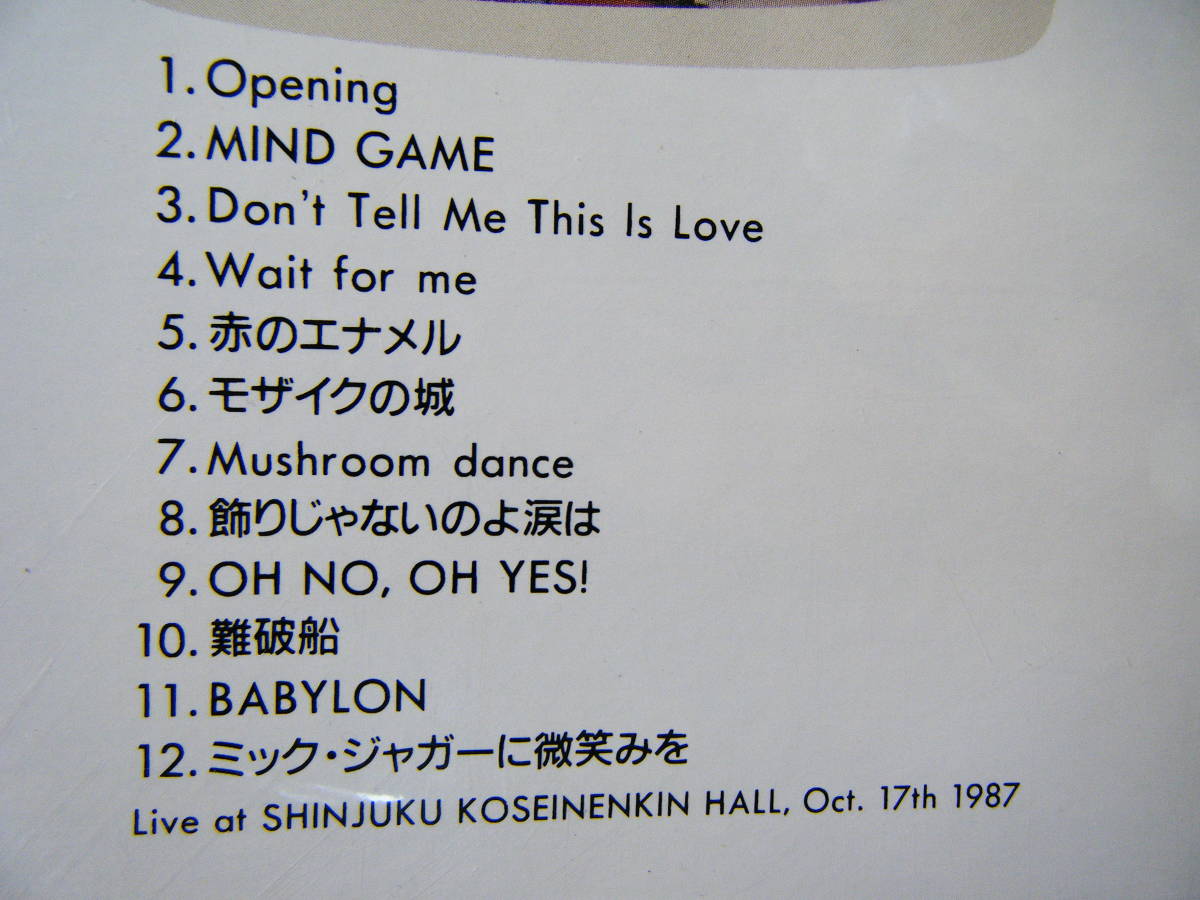 1. Opening
2. MIND GAME
3. Don't Tell Me This Is Love
4. Wait for me
5. 赤のエナメル
6. モザイクの城
7. Mushroom dance
8. 飾りじゃないのよ涙は
9. OH NO, OH YES!
10. 難破船
11. BABYLON
12. ミック・ジャガーに微笑みを
Live at SHINJUKU KOSEINENKIN HALL, Oct. 17th 1987